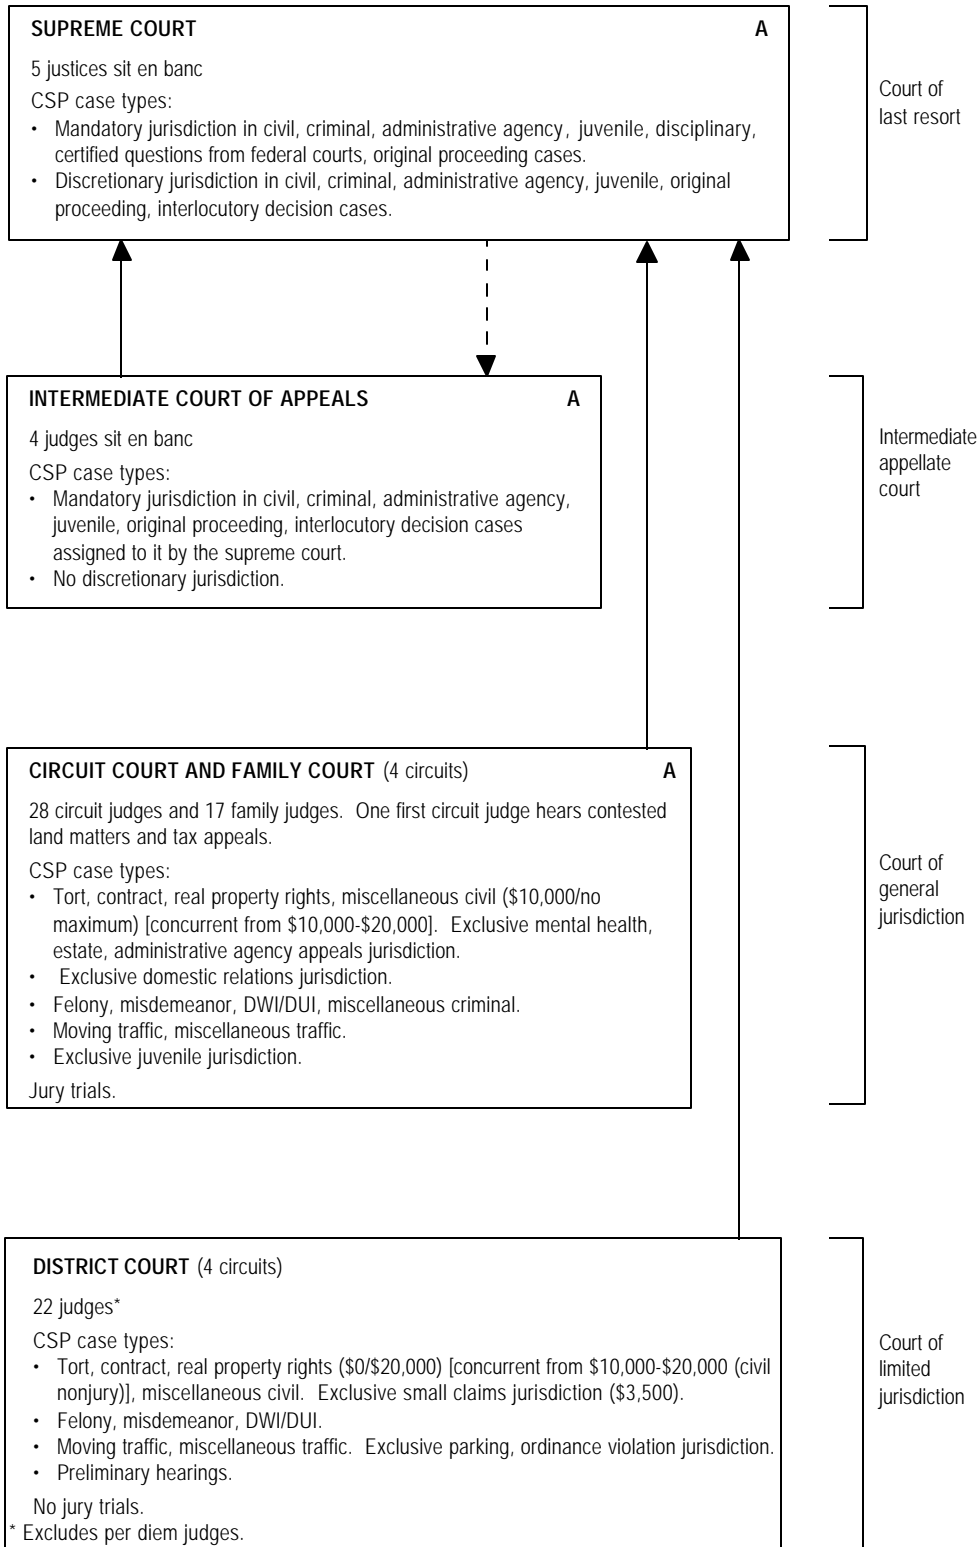 SUPREME COURT A
5 justices sit en banc
CSP case types:
• Mandatory jurisdiction in civil, criminal, administrative agency, juvenile, disciplinary,
certified questions from federal courts, original proceeding cases.
• Discretionary jurisdiction in civil, criminal, administrative agency, juvenile, original
proceeding, interlocutory decision cases.
Court of
last resort
INTERMEDIATE COURT OF APPEALS A
4 judges sit en banc
CSP case types:
• Mandatory jurisdiction in civil, criminal, administrative agency,
juvenile, original proceeding, interlocutory decision cases
assigned to it by the supreme court.
• No discretionary jurisdiction.
Intermediate
appellate
court
CIRCUIT COURT AND FAMILY COURT (4 circuits) A
28 circuit judges and 17 family judges. One first circuit judge hears contested
land matters and tax appeals.
CSP case types:
• Tort, contract, real property rights, miscellaneous civil ($10,000/no
maximum) [concurrent from $10,000-$20,000]. Exclusive mental health,
estate, administrative agency appeals jurisdiction.
• Exclusive domestic relations jurisdiction.
• Felony, misdemeanor, DWI/DUI, miscellaneous criminal.
• Moving traffic, miscellaneous traffic.
• Exclusive juvenile jurisdiction.
Jury trials.
Court of
general
jurisdiction
DISTRICT COURT (4 circuits)
22 judges*
CSP case types:
• Tort, contract, real property rights ($0/$20,000) [concurrent from $10,000-$20,000 (civil
nonjury)], miscellaneous civil. Exclusive small claims jurisdiction ($3,500).
• Felony, misdemeanor, DWI/DUI.
• Moving traffic, miscellaneous traffic. Exclusive parking, ordinance violation jurisdiction.
• Preliminary hearings.
No jury trials.
* Excludes per diem judges.
Court of
limited
jurisdiction